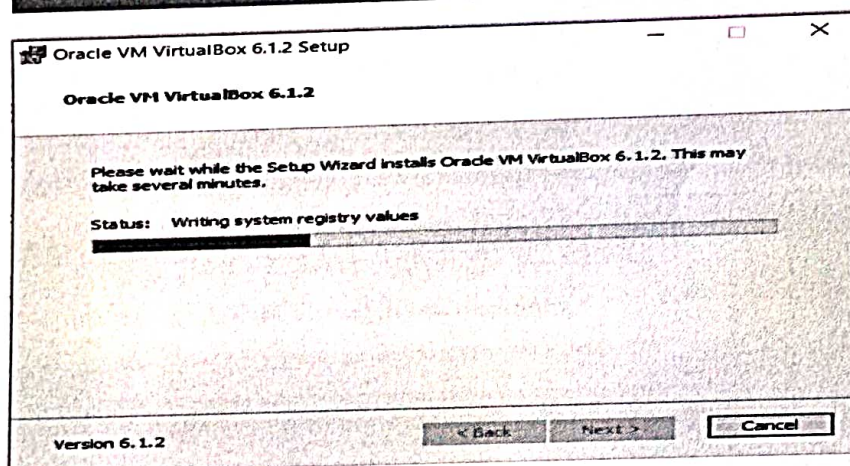 Oracle VM VirtualBox 6.1.2 Setup
Oracle VM VirtualBox 6.1.2
Please wait while the Setup Wizard installs Oracle VM VirtualBox 6.1.2. This may
take several minutes.
Status: Writing system registry values
Version 6.1.2
< Back Next > Cancel